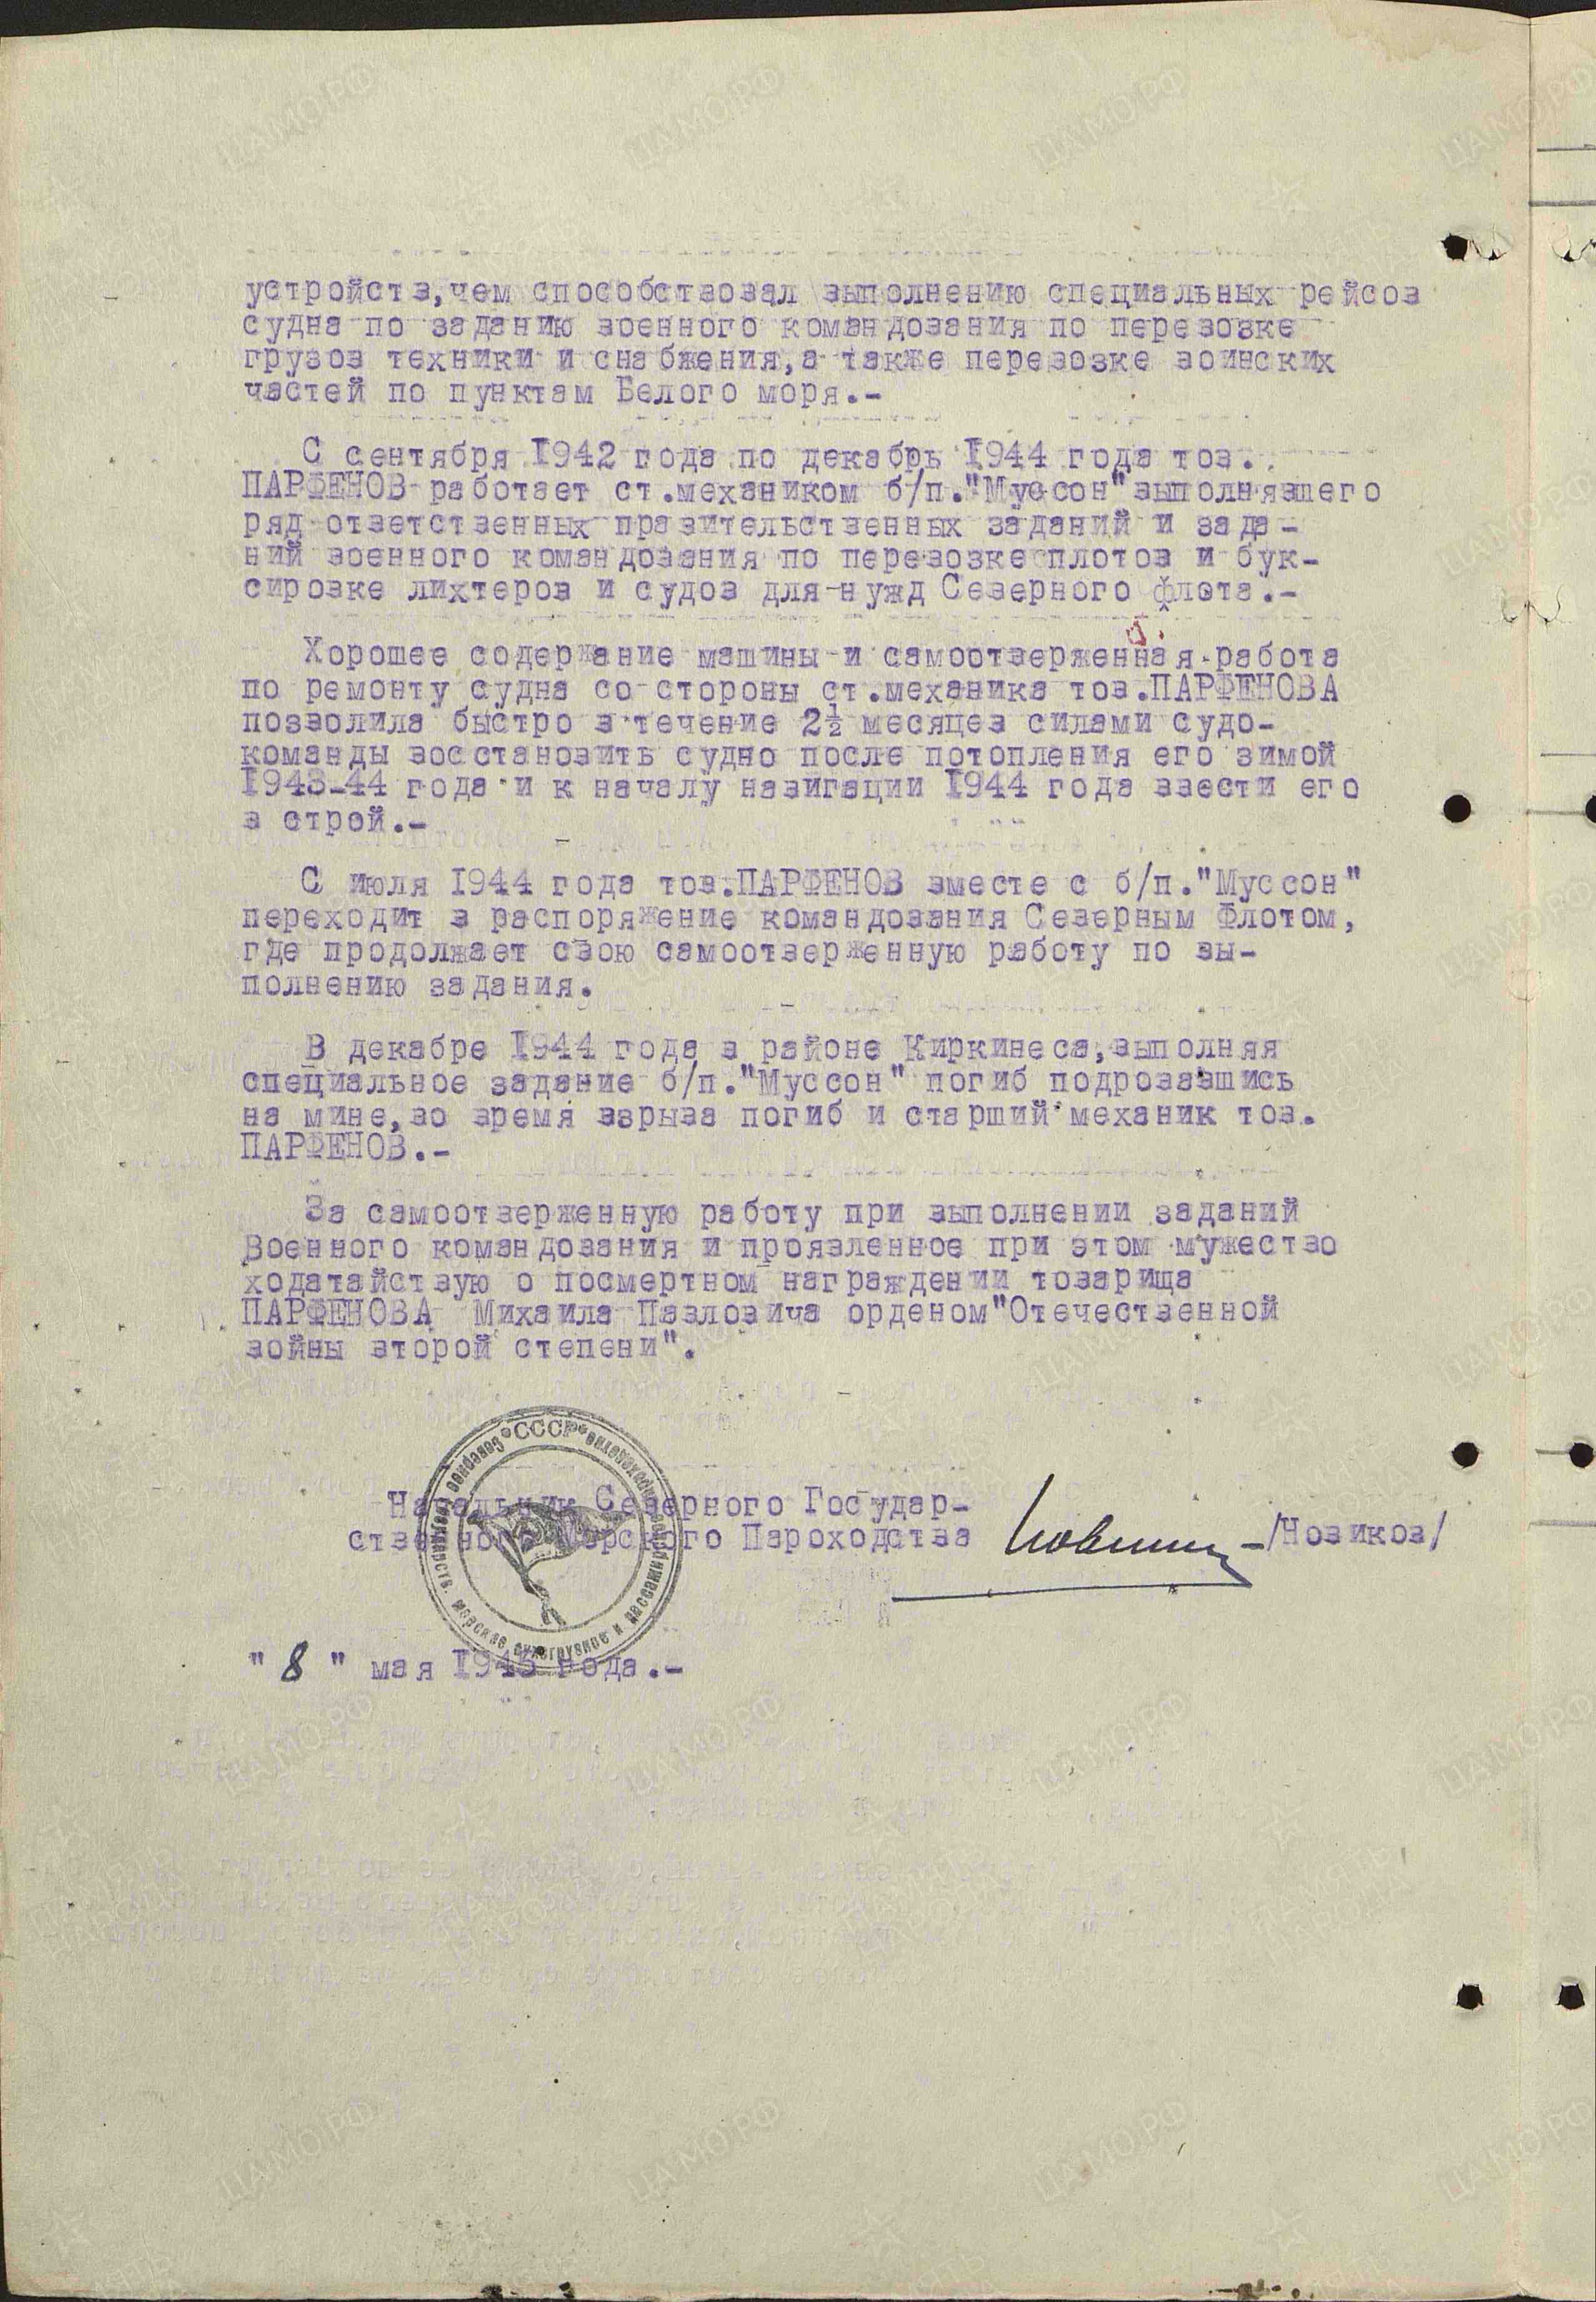 устройств,чем способствовал выполнению специальных рейсов
судна по заданию военного командования по перевозке
грузов техники и снабжения,а также перевозке воинских
частей по пунктам Белого моря.-
С сентября 1942 года по декабрь 1944 года тов.
ПАРФЕНОВ работает ст.механиком б/п."Муссон"выполнявшего
ряд ответственных правительственных заданий и зада-
ний военного командования по перевозке плотов и бук-
сировке лихтеров и судов для нужд Северного флота.-
Хорошее содержание машины и самоотверженная работа
по ремонту судна со стороны ст.механика тов.ПАРФЕНОВА
позволила быстро в течение 2½ месяцев силами судо-
команды восстановить судно после потопления его зимой
1943-44 года и к началу навигации 1944 года ввести его
в строй.-
С июля 1944 года тов.ПАРФЕНОВ вместе с б/п."Муссон"
переходит в распоряжение командования Северным Флотом,
где продолжает свою самоотверженную работу по вы-
полнению задания.
В декабре 1944 года в районе Киркинеса,выполняя
специальное задание б/п."Муссон" погиб подровавшись
на мине,во время взрыва погиб и старший механик тов.
ПАРФЕНОВ.-
За самоотверженную работу при выполнении заданий
Военного командования и проявленное при этом мужество
ходатайствую о посмертном награждении товарища
ПАРФЕНОВА Михаила Павловича орденом"Отечественной
войны второй степени".
СССР
Начальник Северного Государ-
ственного Морского Пароходства Новиков -/Новиков/
" 8 " мая 1945 года.-
ЦАМО.РФ
ПАМЯТЬ НАРОДА